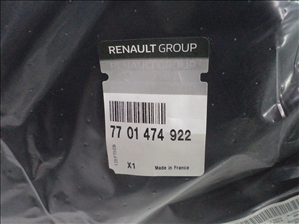 RENAULT GROUP
77 01 474 922
X1 Made in France